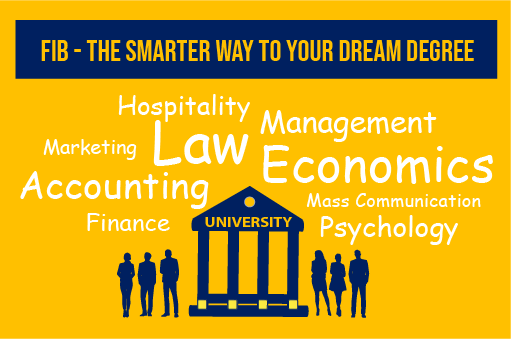 FIB - THE SMARTER WAY TO YOUR DREAM DEGREE
Hospitality
Management
Marketing
Law
Economics
Accounting
Mass Communication
Finance
UNIVERSITY
Psychology